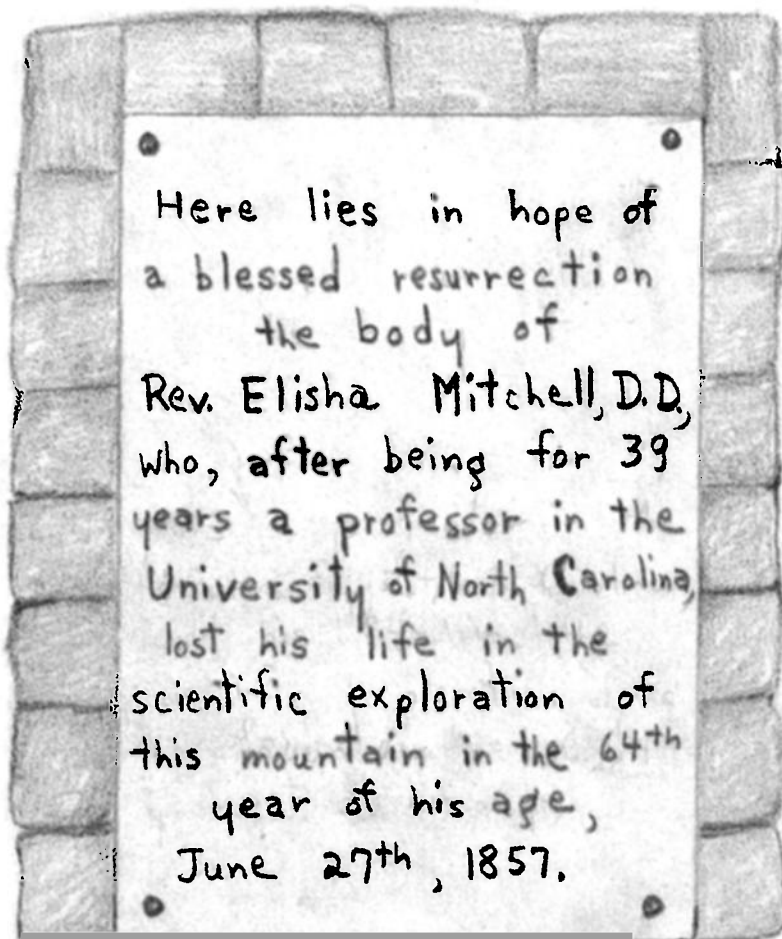 Here lies in hope of
a blessed resurrection
the body of
Rev. Elisha Mitchell, D.D.,
who, after being for 39
years a professor in the
University of North Carolina,
lost his life in the
scientific exploration of
this mountain in the 64th
year of his age,
June 27th, 1857.